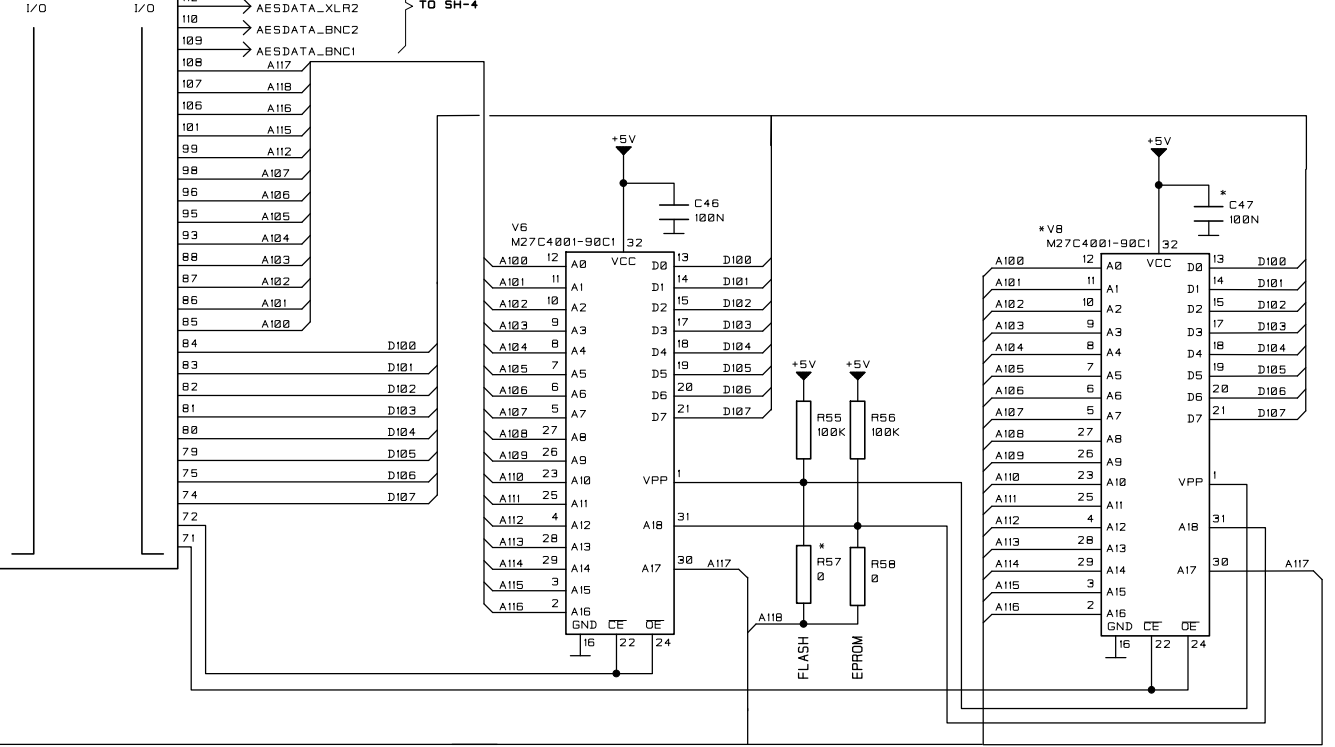 I/O I/O
AESDATA_XLR2
TO SH-4
110 AESDATA_BNC2
109 AESDATA_BNC1
108 A117
107 A118
106 A116
101 A115
99 A112
98 A107
96 A106
95 A105
93 A104
88 A103
87 A102
86 A101
85 A100
84 D100
83 D101
82 D102
81 D103
80 D104
79 D105
75 D106
74 D107
72
71
+5V
C46
100N
V6
M27C4001-90C1 32
VCC
A100 12 A0 D0 13 D100
A101 11 A1 D1 14 D101
A102 10 A2 D2 15 D102
A103 9 A3 D3 17 D103
A104 8 A4 D4 18 D104
A105 7 A5 D5 19 D105
A106 6 A6 D6 20 D106
A107 5 A7 D7 21 D107
A108 27 A8
A109 26 A9
A110 23 A10 VPP 1
A111 25 A11
A112 4 A12 A18 31
A113 28 A13
A114 29 A14 A17 30 A117
A115 3 A15
A116 2 A16
GND CE OE
16 22 24
+5V +5V
R55 R56
100K 100K
*
R57 R58
0 0
A118
FLASH
EPROM
+5V
*
C47
100N
*V8
M27C4001-90C1 32
VCC
A100 12 A0 D0 13 D100
A101 11 A1 D1 14 D101
A102 10 A2 D2 15 D102
A103 9 A3 D3 17 D103
A104 8 A4 D4 18 D104
A105 7 A5 D5 19 D105
A106 6 A6 D6 20 D106
A107 5 A7 D7 21 D107
A108 27 A8
A109 26 A9
A110 23 A10 VPP 1
A111 25 A11
A112 4 A12 A18 31
A113 28 A13
A114 29 A14 A17 30 A117
A115 3 A15
A116 2 A16
GND CE OE
16 22 24